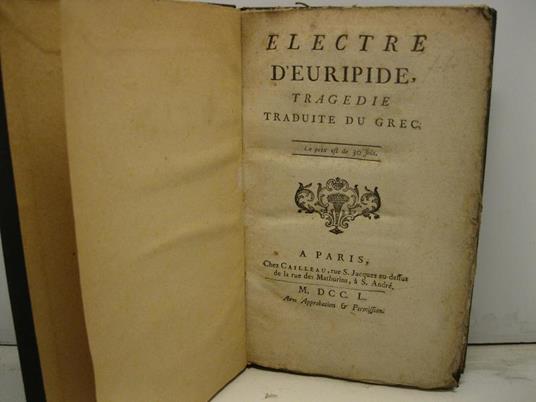 ELECTRE
D'EURIPIDE,
TRAGEDIE
TRADUITE DU GREC.
Le prix est de 30 sols.
A PARIS,
Chez CAILLEAU, rue S. Jacques au-dessus
de la rue des Mathurins, à S. André.
M. DCC. L.
Avec Approbation & Permission.